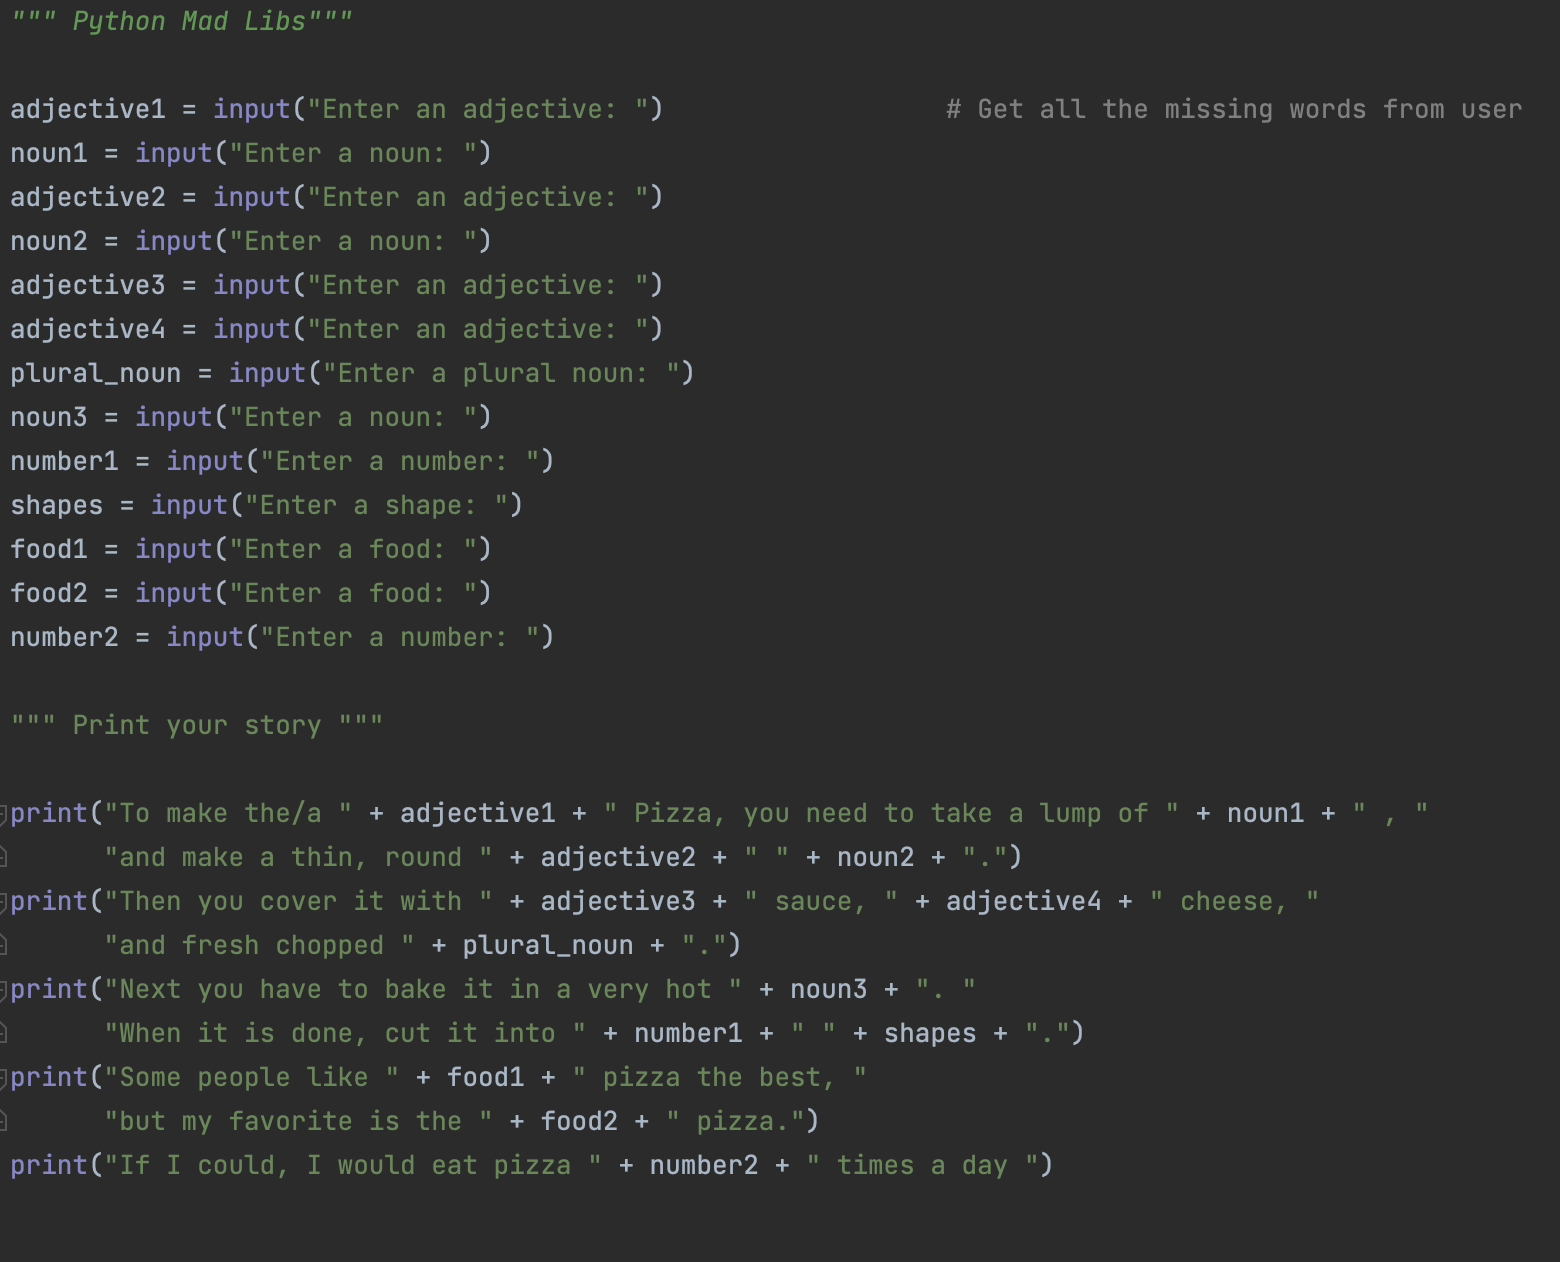 """ Python Mad Libs"""
adjective1 = input("Enter an adjective: ")                  # Get all the missing words from user
noun1 = input("Enter a noun: ")
adjective2 = input("Enter an adjective: ")
noun2 = input("Enter a noun: ")
adjective3 = input("Enter an adjective: ")
adjective4 = input("Enter an adjective: ")
plural_noun = input("Enter a plural noun: ")
noun3 = input("Enter a noun: ")
number1 = input("Enter a number: ")
shapes = input("Enter a shape: ")
food1 = input("Enter a food: ")
food2 = input("Enter a food: ")
number2 = input("Enter a number: ")
""" Print your story """
print("To make the/a " + adjective1 + " Pizza, you need to take a lump of " + noun1 + " , "
      "and make a thin, round " + adjective2 + " " + noun2 + ".")
print("Then you cover it with " + adjective3 + " sauce, " + adjective4 + " cheese, "
      "and fresh chopped " + plural_noun + ".")
print("Next you have to bake it in a very hot " + noun3 + ". "
      "When it is done, cut it into " + number1 + " " + shapes + ".")
print("Some people like " + food1 + " pizza the best, "
      "but my favorite is the " + food2 + " pizza.")
print("If I could, I would eat pizza " + number2 + " times a day ")